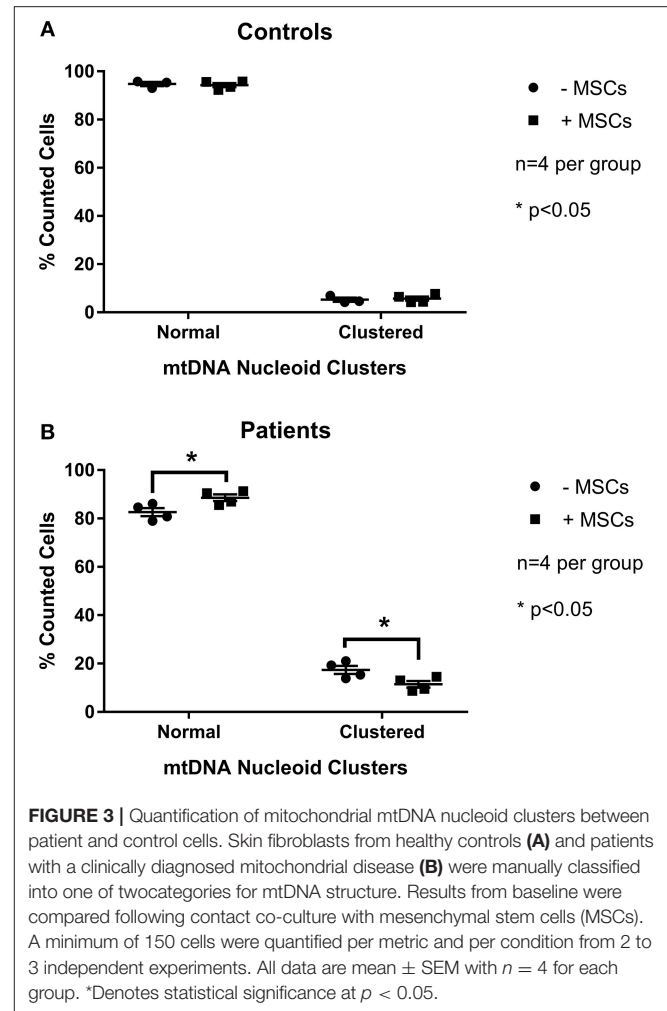 A
Controls
100
80
60
40
20
0
% Counted Cells
Normal
Clustered
mtDNA Nucleoid Clusters
- MSCs
+ MSCs
n=4 per group
* p<0.05
B
Patients
100
80
60
40
20
0
% Counted Cells
*
*
Normal
Clustered
mtDNA Nucleoid Clusters
- MSCs
+ MSCs
n=4 per group
* p<0.05
FIGURE 3 | Quantification of mitochondrial mtDNA nucleoid clusters between
patient and control cells. Skin fibroblasts from healthy controls (A) and patients
with a clinically diagnosed mitochondrial disease (B) were manually classified
into one of twocategories for mtDNA structure. Results from baseline were
compared following contact co-culture with mesenchymal stem cells (MSCs).
A minimum of 150 cells were quantified per metric and per condition from 2 to
3 independent experiments. All data are mean ± SEM with n = 4 for each
group. *Denotes statistical significance at p < 0.05.